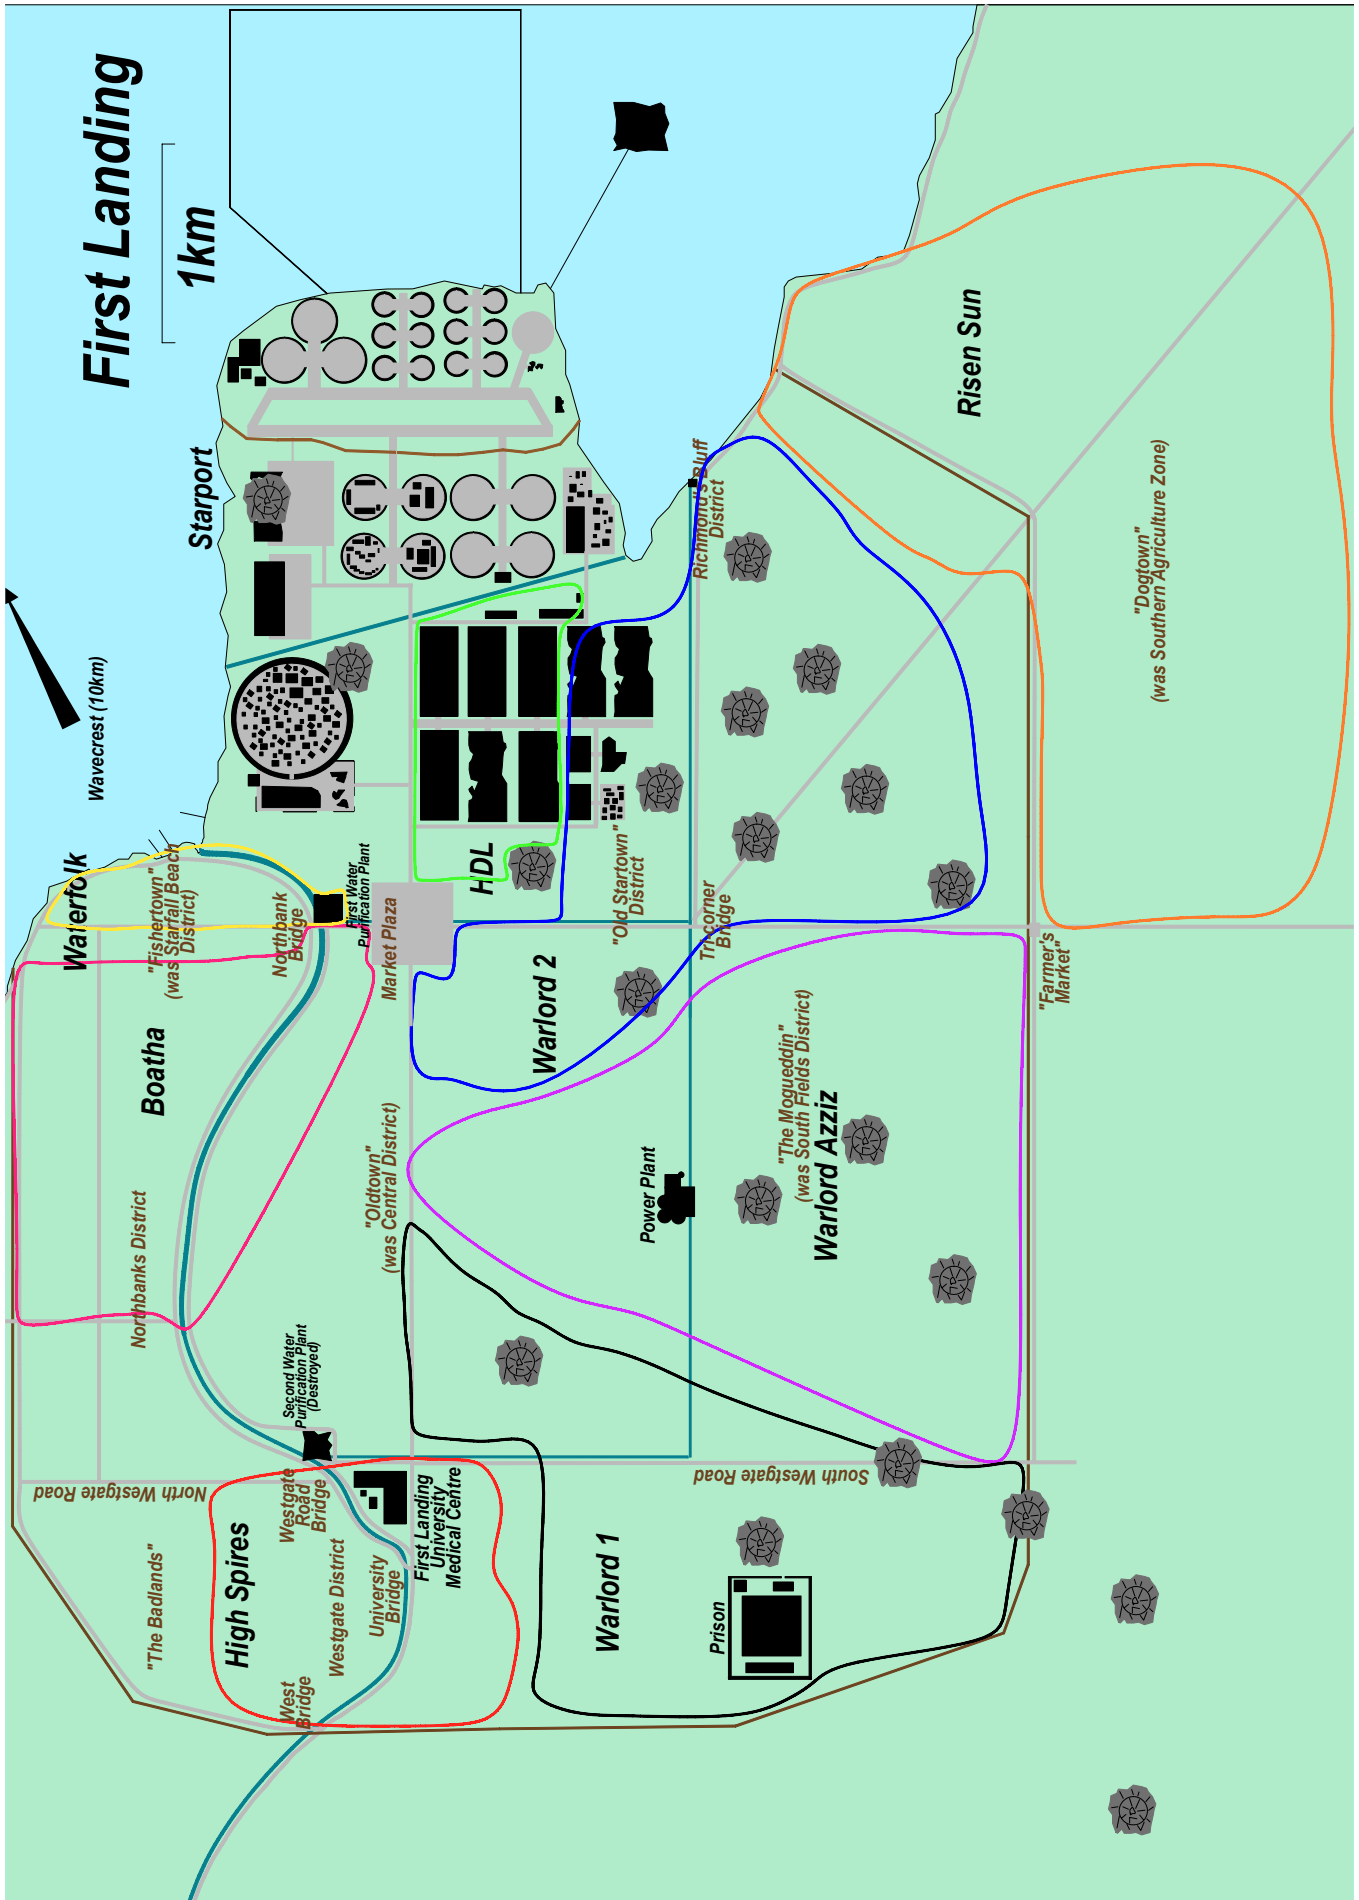 First Landing
1km
Starport
Wavecrest (10km)
Waterfolk
"Fishertown"
(was Starfall Beach
District)
Northbank
Bridge
First Water
Purification Plant
Market Plaza
HDL
"Old Startown"
District
Richmond's Bluff
District
Risen Sun
"Dogtown"
(was Southern Agriculture Zone)
Tricorner
Bridge
"Farmer's
Market"
Boatha
Warlord 2
"The Mogueddin"
(was South Fields District)
Warlord Azziz
Power Plant
"Oldtown"
(was Central District)
Northbanks District
Second Water
Purification Plant
(Destroyed)
North Westgate Road
South Westgate Road
Westgate
Road
Bridge
First Landing
University
Medical Centre
High Spires
"The Badlands"
Westgate District
University
Bridge
West
Bridge
Warlord 1
Prison